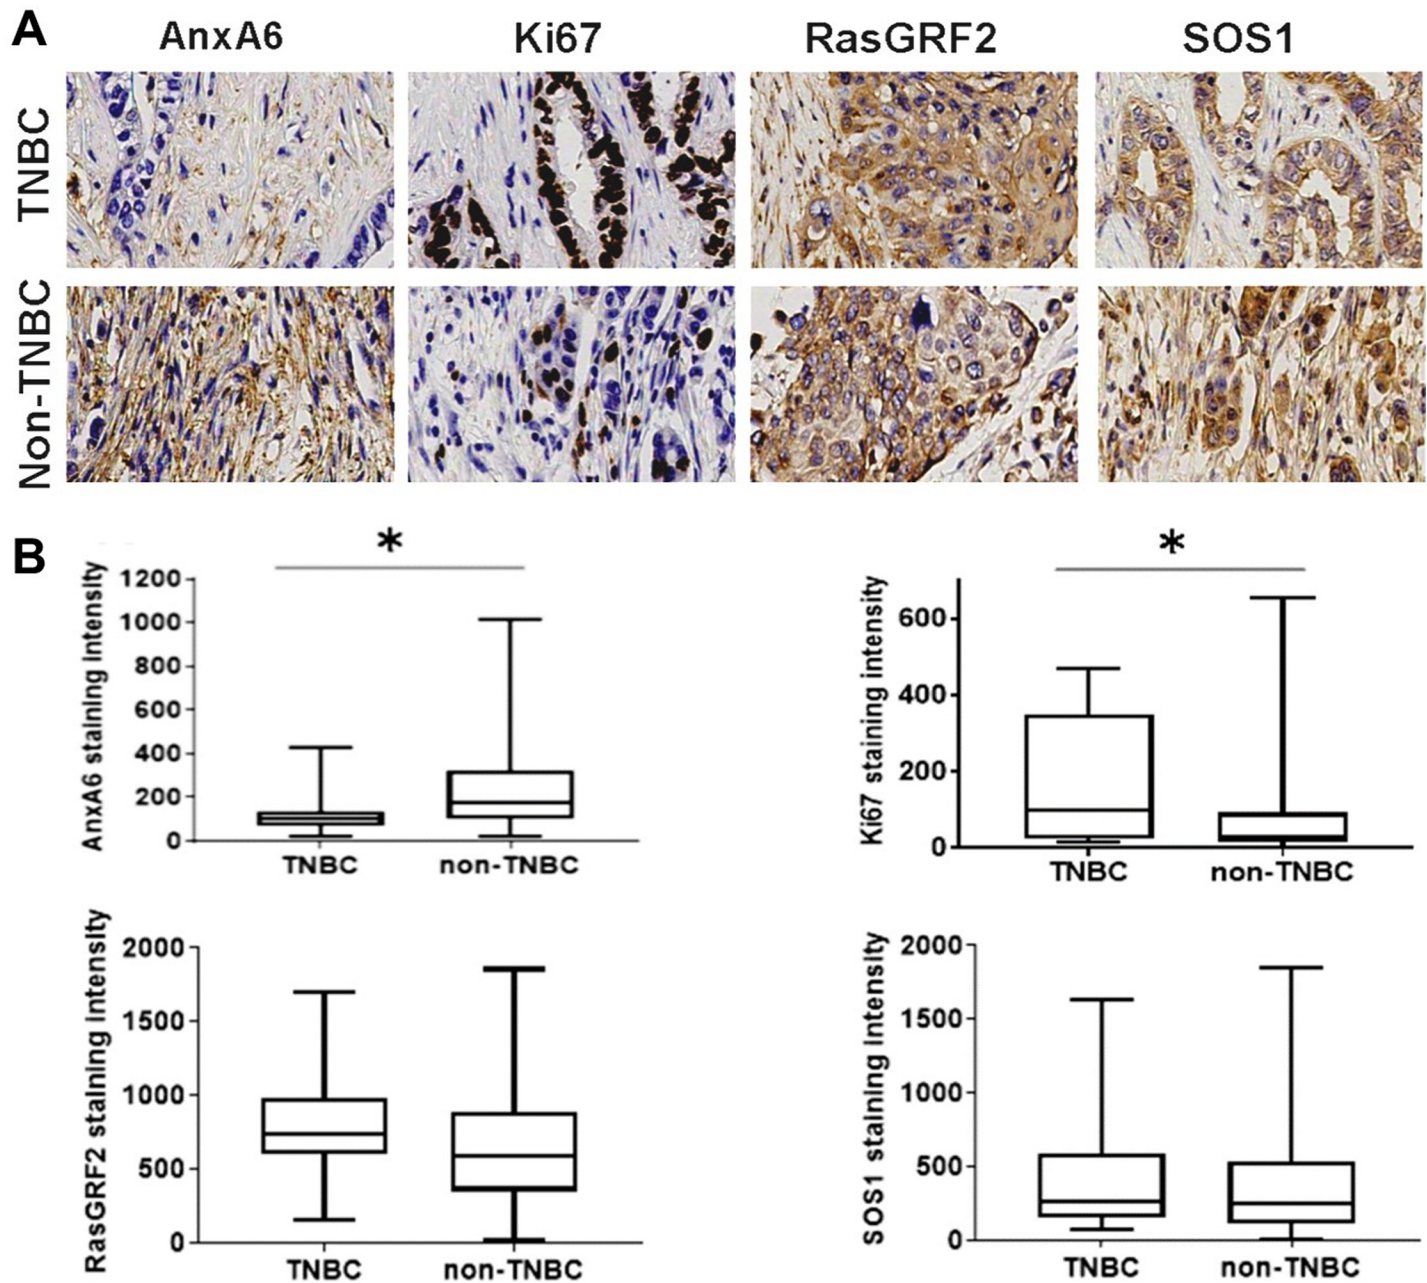 A
AnxA6 Ki67 RasGRF2 SOS1
TNBC
Non-TNBC
B
*
AnxA6 staining intensity
1200
1000
800
600
400
200
0
TNBC non-TNBC
*
Ki67 staining intensity
600
400
200
0
TNBC non-TNBC
RasGRF2 staining intensity
2000
1500
1000
500
0
TNBC non-TNBC
SOS1 staining intensity
2000
1500
1000
500
0
TNBC non-TNBC